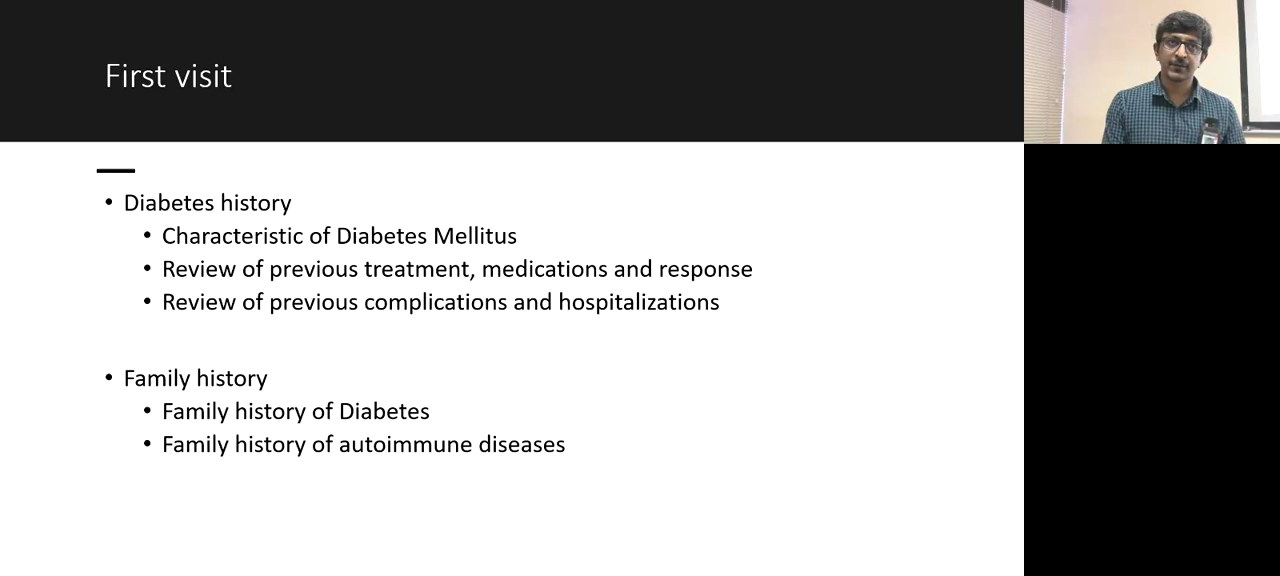 First visit
• Diabetes history
• Characteristic of Diabetes Mellitus
• Review of previous treatment, medications and response
• Review of previous complications and hospitalizations
• Family history
• Family history of Diabetes
• Family history of autoimmune diseases